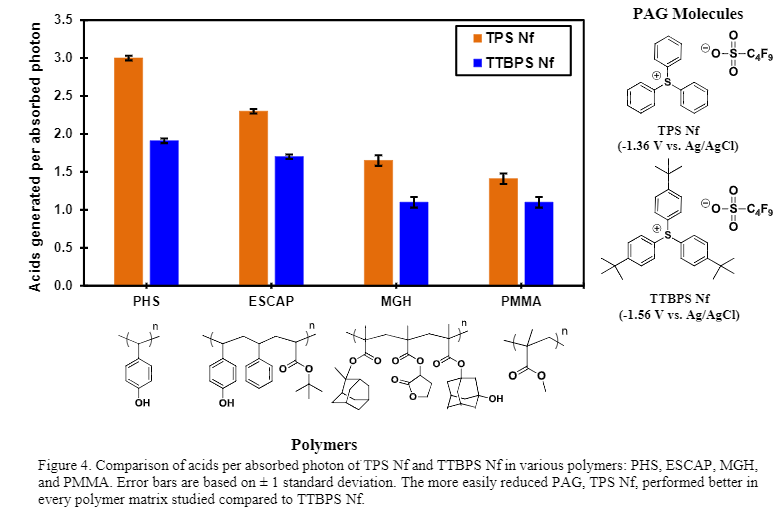 PAG Molecules
3.5
3.0
2.5
2.0
1.5
1.0
0.5
0.0
Acids generated per absorbed photon
TPS Nf
TTBPS Nf
PHS ESCAP MGH PMMA
S
+
⊖O-S-C4F9
O
O
TPS Nf
(-1.36 V vs. Ag/AgCl)
S
+
⊖O-S-C4F9
O
O
TTBPS Nf
(-1.56 V vs. Ag/AgCl)
n n n n
O O O O O O O
O O O O
OH OH OH
Polymers
Figure 4. Comparison of acids per absorbed photon of TPS Nf and TTBPS Nf in various polymers: PHS, ESCAP, MGH,
and PMMA. Error bars are based on ± 1 standard deviation. The more easily reduced PAG, TPS Nf, performed better in
every polymer matrix studied compared to TTBPS Nf.